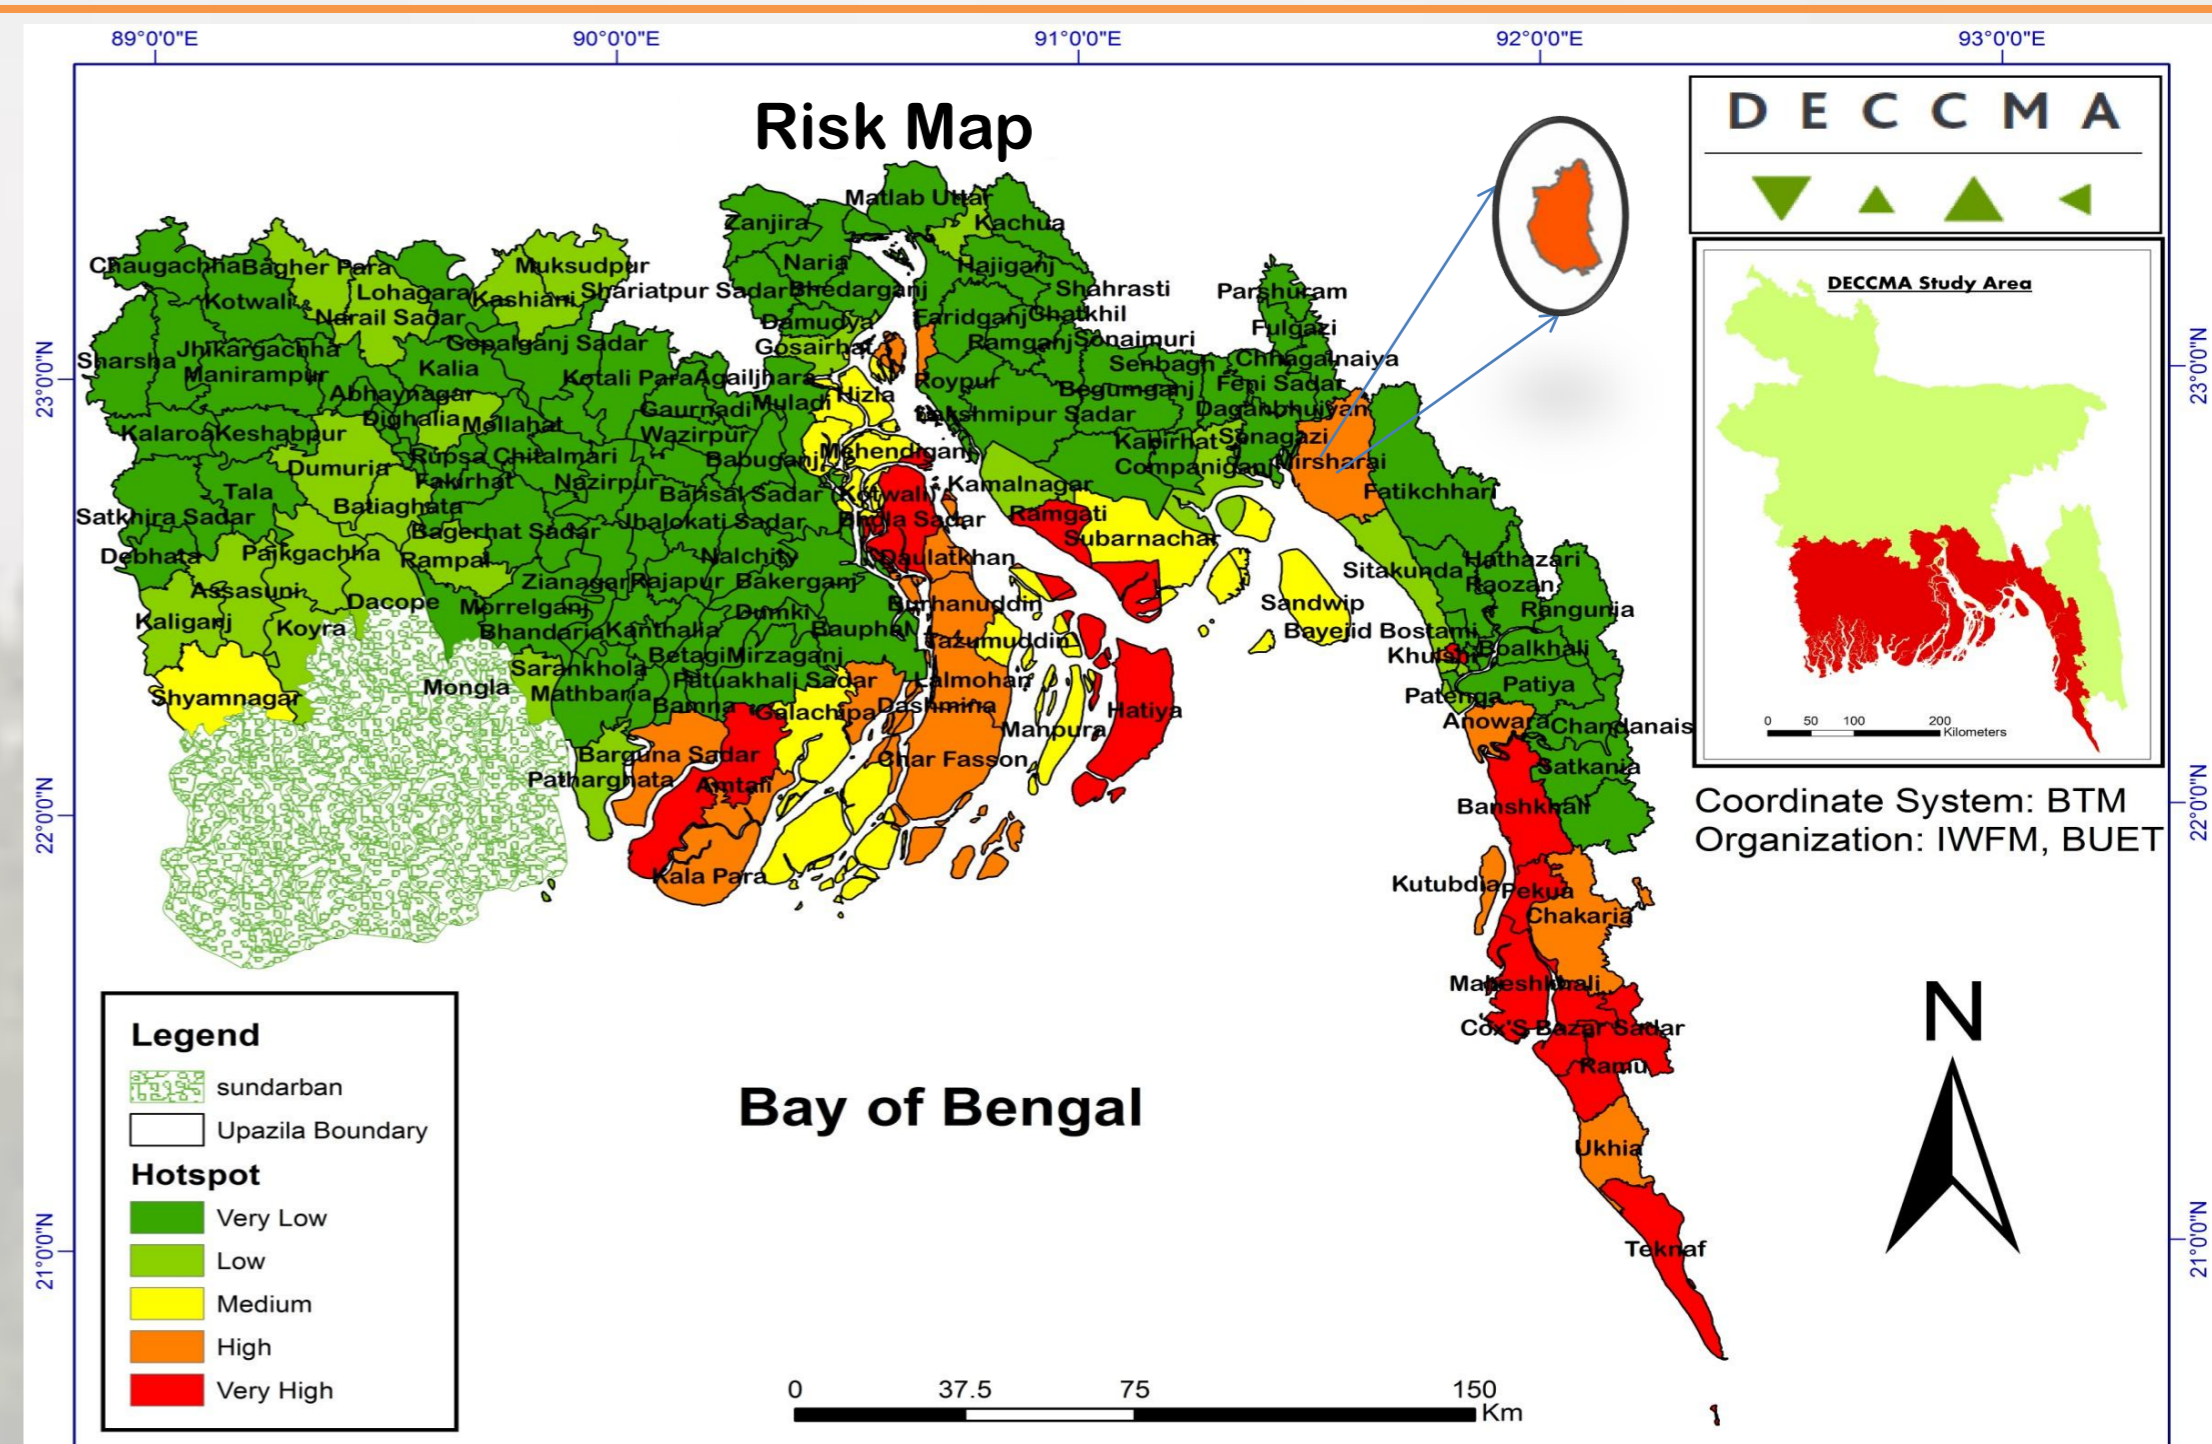 89°0'0"E
90°0'0"E
91°0'0"E
92°0'0"E
93°0'0"E
Risk Map
DECCMA
DECCMA Study Area
0 50 100 200
Kilometers
Coordinate System: BTM
Organization: IWFM, BUET
N
23°0'0"N
22°0'0"N
21°0'0"N
23°0'0"N
22°0'0"N
21°0'0"N
Matlab Uttar
Zanjira
Kachua
Chaugachha
Bagher Para
Muksudpur
Naria
Hajiganj
Kotwali
Lohagara
Kashiani
Shariatpur Sadar
Bhedarganj
Shahrasti
Parshuram
Narail Sadar
Damudya
Faridganj
Chatkhil
Fulgazi
Sharsha
Jhikargachha
Gopalganj Sadar
Gosairhat
Ramganj
Sonaimuri
Manirampur
Kalia
Senbagh
Chhagalnaiya
Abhaynagar
Kotali Para
Agailjhara
Hizla
Roypur
Begumganj
Feni Sadar
Dighalia
Mollahat
Gaurnadi
Muladi
Lakshmipur Sadar
Daganbhuiyan
Kalaroa
Keshabpur
Wazirpur
Kabirhat
Sonagazi
Dumuria
Rupsa
Chitalmari
Babuganj
Mehendiganj
Companiganj
Mirsharai
Tala
Fakirhat
Nazirpur
Barisal Sadar (Kotwali)
Kamalnagar
Fatikchhari
Satkhira Sadar
Batiaghata
Bagerhat Sadar
Jhalokati Sadar
Bhola Sadar
Ramgati
Subarnachar
Debhata
Paikgachha
Rampal
Nalchity
Daulatkhan
Hathazari
Assasuni
Zianagar
Rajapur
Bakerganj
Sitakunda
Raozan
Kaliganj
Koyra
Dacope
Morrelganj
Dumki
Burhanuddin
Sandwip
Rangunia
Bhandaria
Kanthalia
Bauphal
Tazumuddin
Bayejid Bostami
Betagi
Mirzaganj
Khulshi
Boalkhali
Sarankhola
Patuakhali Sadar
Lalmohan
Patiya
Shyamnagar
Mongla
Mathbaria
Bamna
Galachipa
Dashmina
Hatiya
Patenga
Manpura
Anowara
Chandanais
Barguna Sadar
Char Fasson
Satkania
Patharghata
Amtali
Banshkhali
Kala Para
Kutubdia
Pekua
Chakaria
Maheshkhali
Cox'S Bazar Sadar
Ramu
Ukhia
Teknaf
Bay of Bengal
Legend
sundarban
Upazila Boundary
Hotspot
Very Low
Low
Medium
High
Very High
0 37.5 75 150
Km